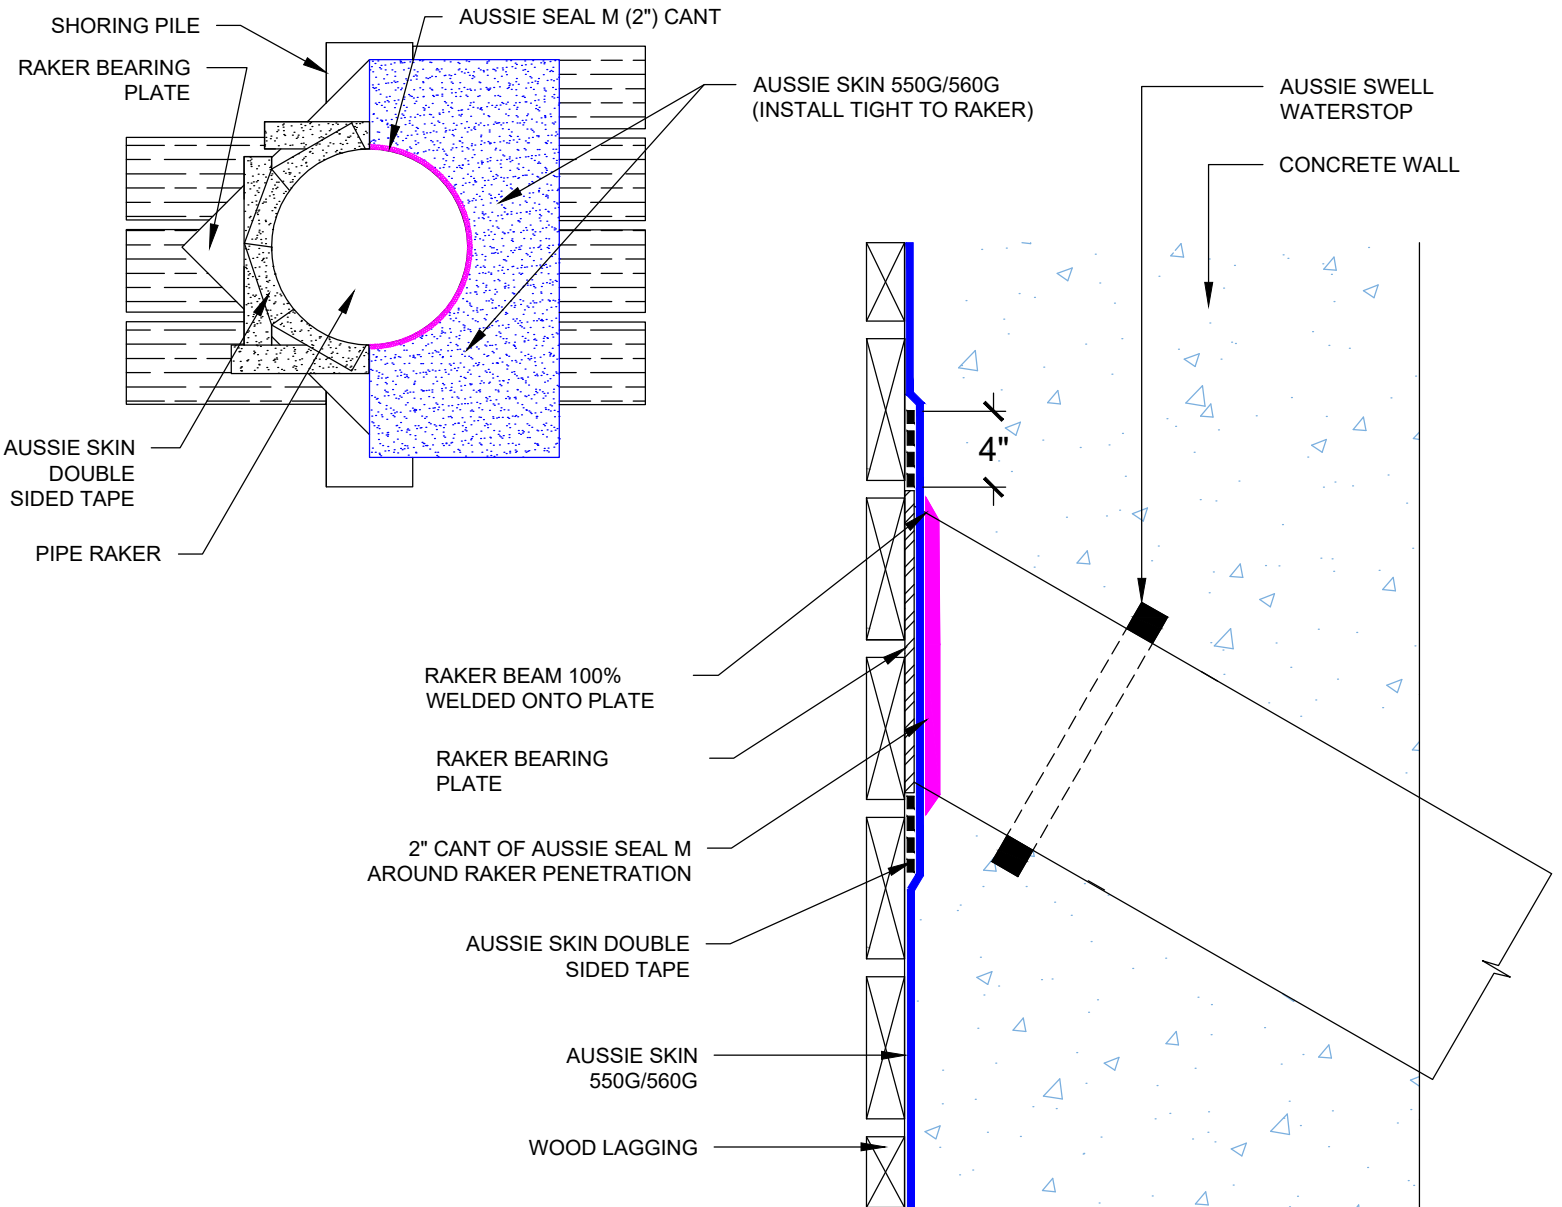 SHORING PILE
RAKER BEARING
PLATE
AUSSIE SEAL M (2") CANT
AUSSIE SKIN 550G/560G
(INSTALL TIGHT TO RAKER)
AUSSIE SKIN
DOUBLE
SIDED TAPE
PIPE RAKER
AUSSIE SWELL
WATERSTOP
CONCRETE WALL
4"
RAKER BEAM 100%
WELDED ONTO PLATE
RAKER BEARING
PLATE
2" CANT OF AUSSIE SEAL M
AROUND RAKER PENETRATION
AUSSIE SKIN DOUBLE
SIDED TAPE
AUSSIE SKIN
550G/560G
WOOD LAGGING